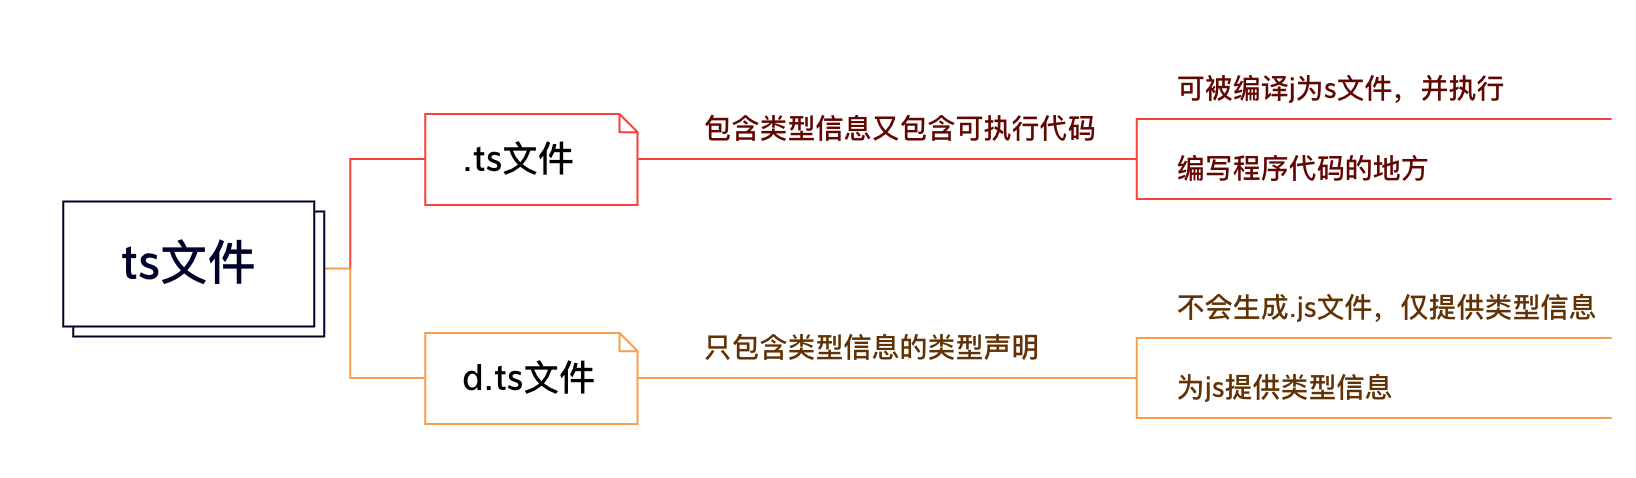 ts文件
.ts文件
包含类型信息又包含可执行代码
可被编译j为s文件，并执行
编写程序代码的地方
d.ts文件
只包含类型信息的类型声明
不会生成.js文件，仅提供类型信息
为js提供类型信息